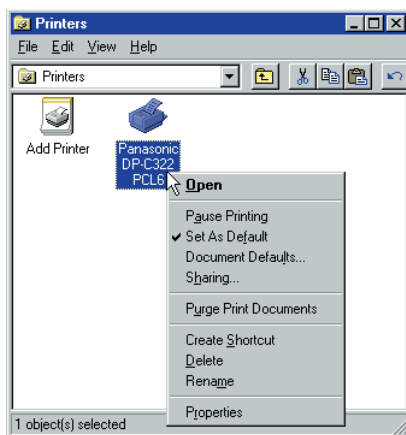 Printers
File Edit View Help
Printers
Add Printer
Panasonic
DP-C322
PCL6
Open
Pause Printing
Set As Default
Document Defaults...
Sharing...
Purge Print Documents
Create Shortcut
Delete
Rename
Properties
1 object(s) selected